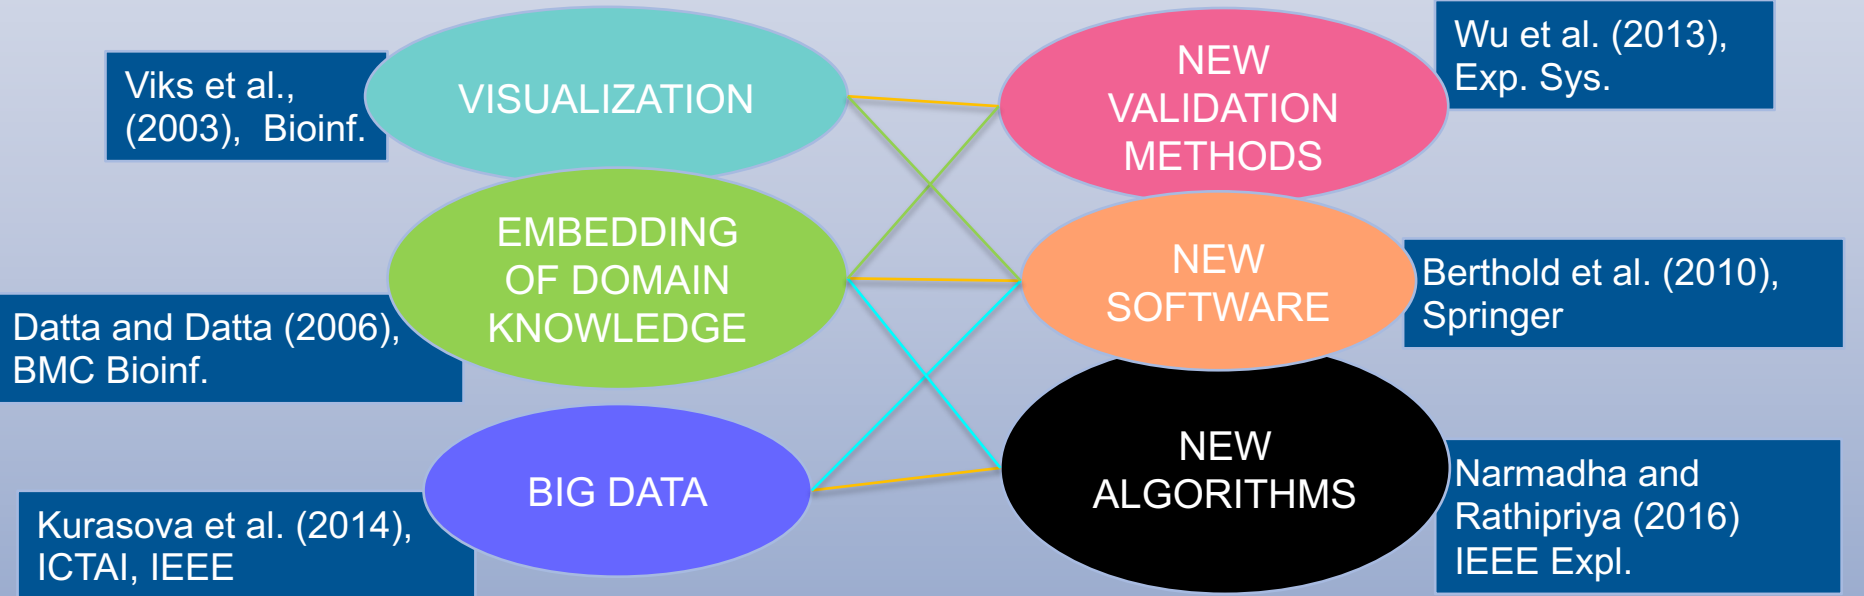 Viks et al.,
(2003),  Bioinf.
VISUALIZATION
NEW
VALIDATION
METHODS
Wu et al. (2013),
Exp. Sys.
Datta and Datta (2006),
BMC Bioinf.
EMBEDDING
OF DOMAIN
KNOWLEDGE
NEW
SOFTWARE
Berthold et al. (2010),
Springer
Kurasova et al. (2014),
ICTAI, IEEE
BIG DATA
NEW
ALGORITHMS
Narmadha and
Rathipriya (2016)
IEEE Expl.